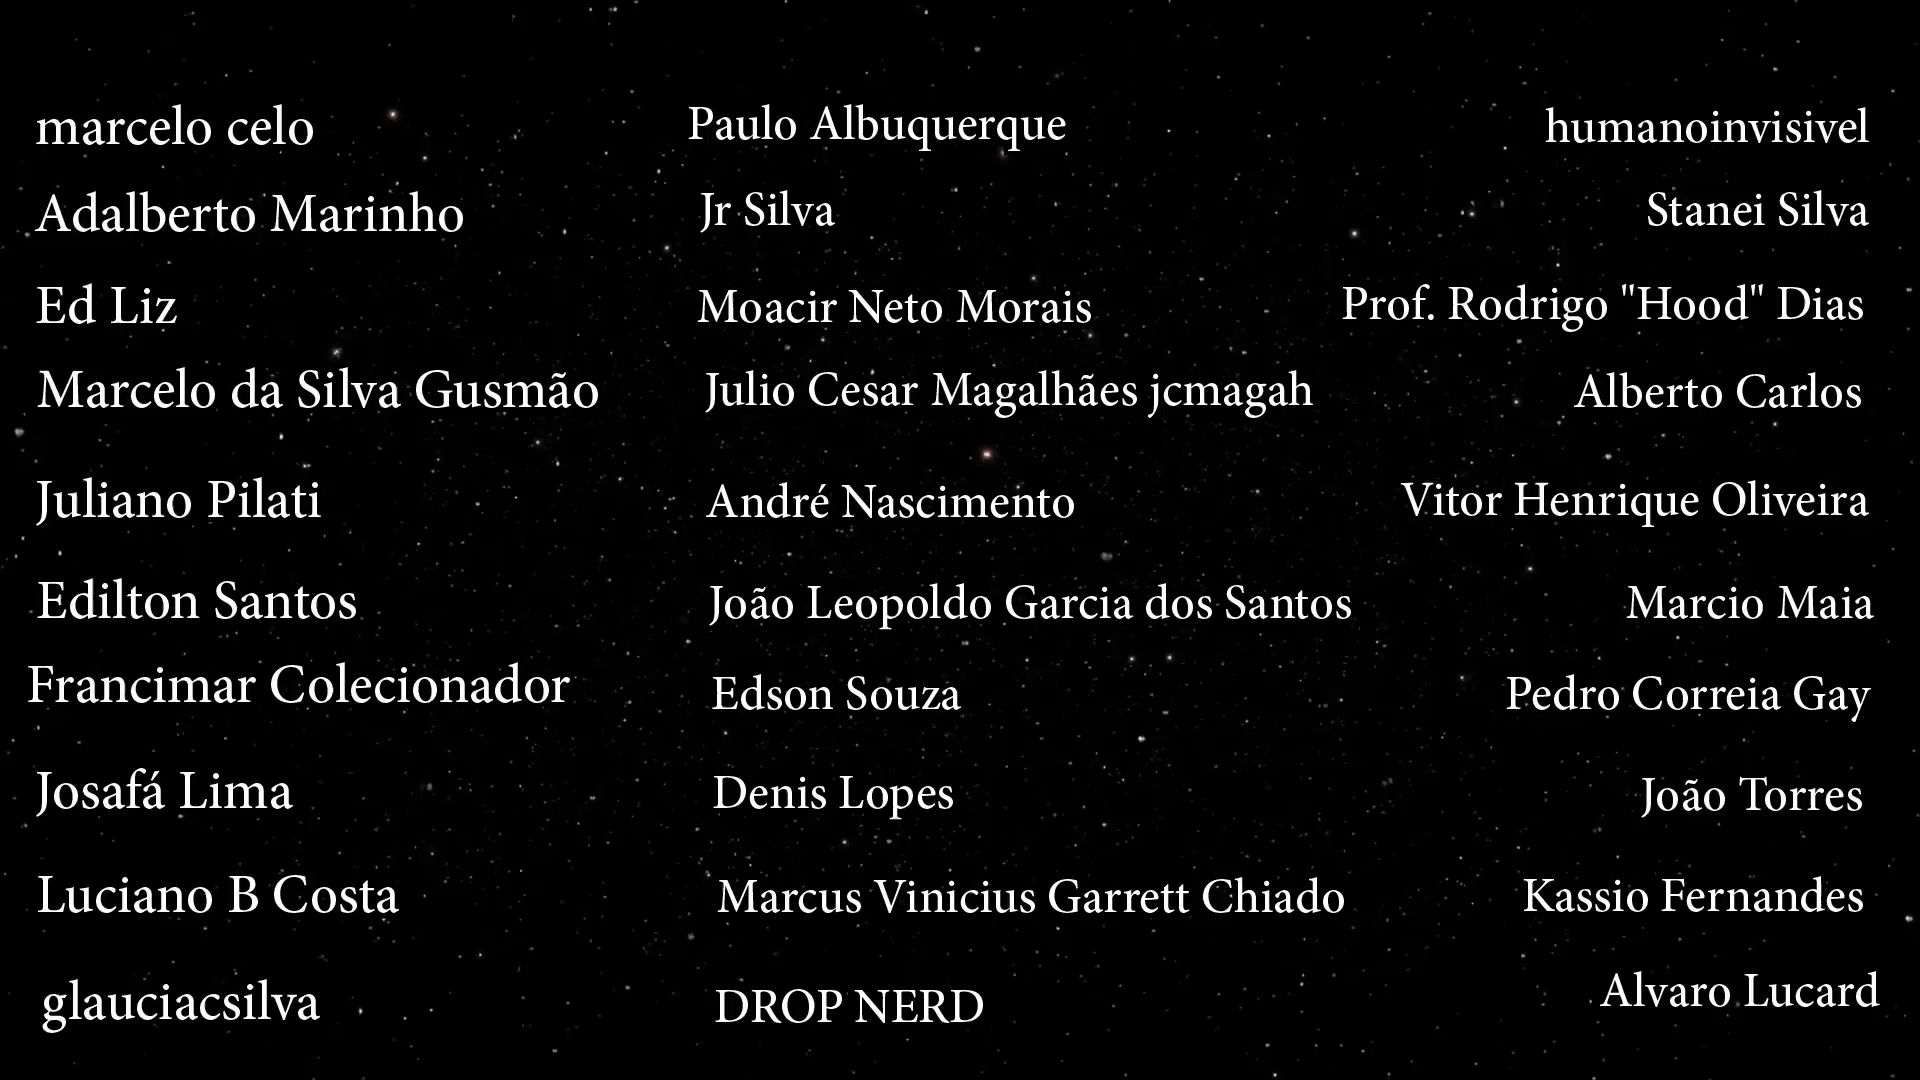 marcelo celo
Adalberto Marinho
Ed Liz
Marcelo da Silva Gusmão
Juliano Pilati
Edilton Santos
Francimar Colecionador
Josafá Lima
Luciano B Costa
glauciacsilva
Paulo Albuquerque
Jr Silva
Moacir Neto Morais
Julio Cesar Magalhães jcmagah
André Nascimento
João Leopoldo Garcia dos Santos
Edson Souza
Denis Lopes
Marcus Vinicius Garrett Chiado
DROP NERD
humanoinvisivel
Stanei Silva
Prof. Rodrigo "Hood" Dias
Alberto Carlos
Vitor Henrique Oliveira
Marcio Maia
Pedro Correia Gay
João Torres
Kassio Fernandes
Alvaro Lucard